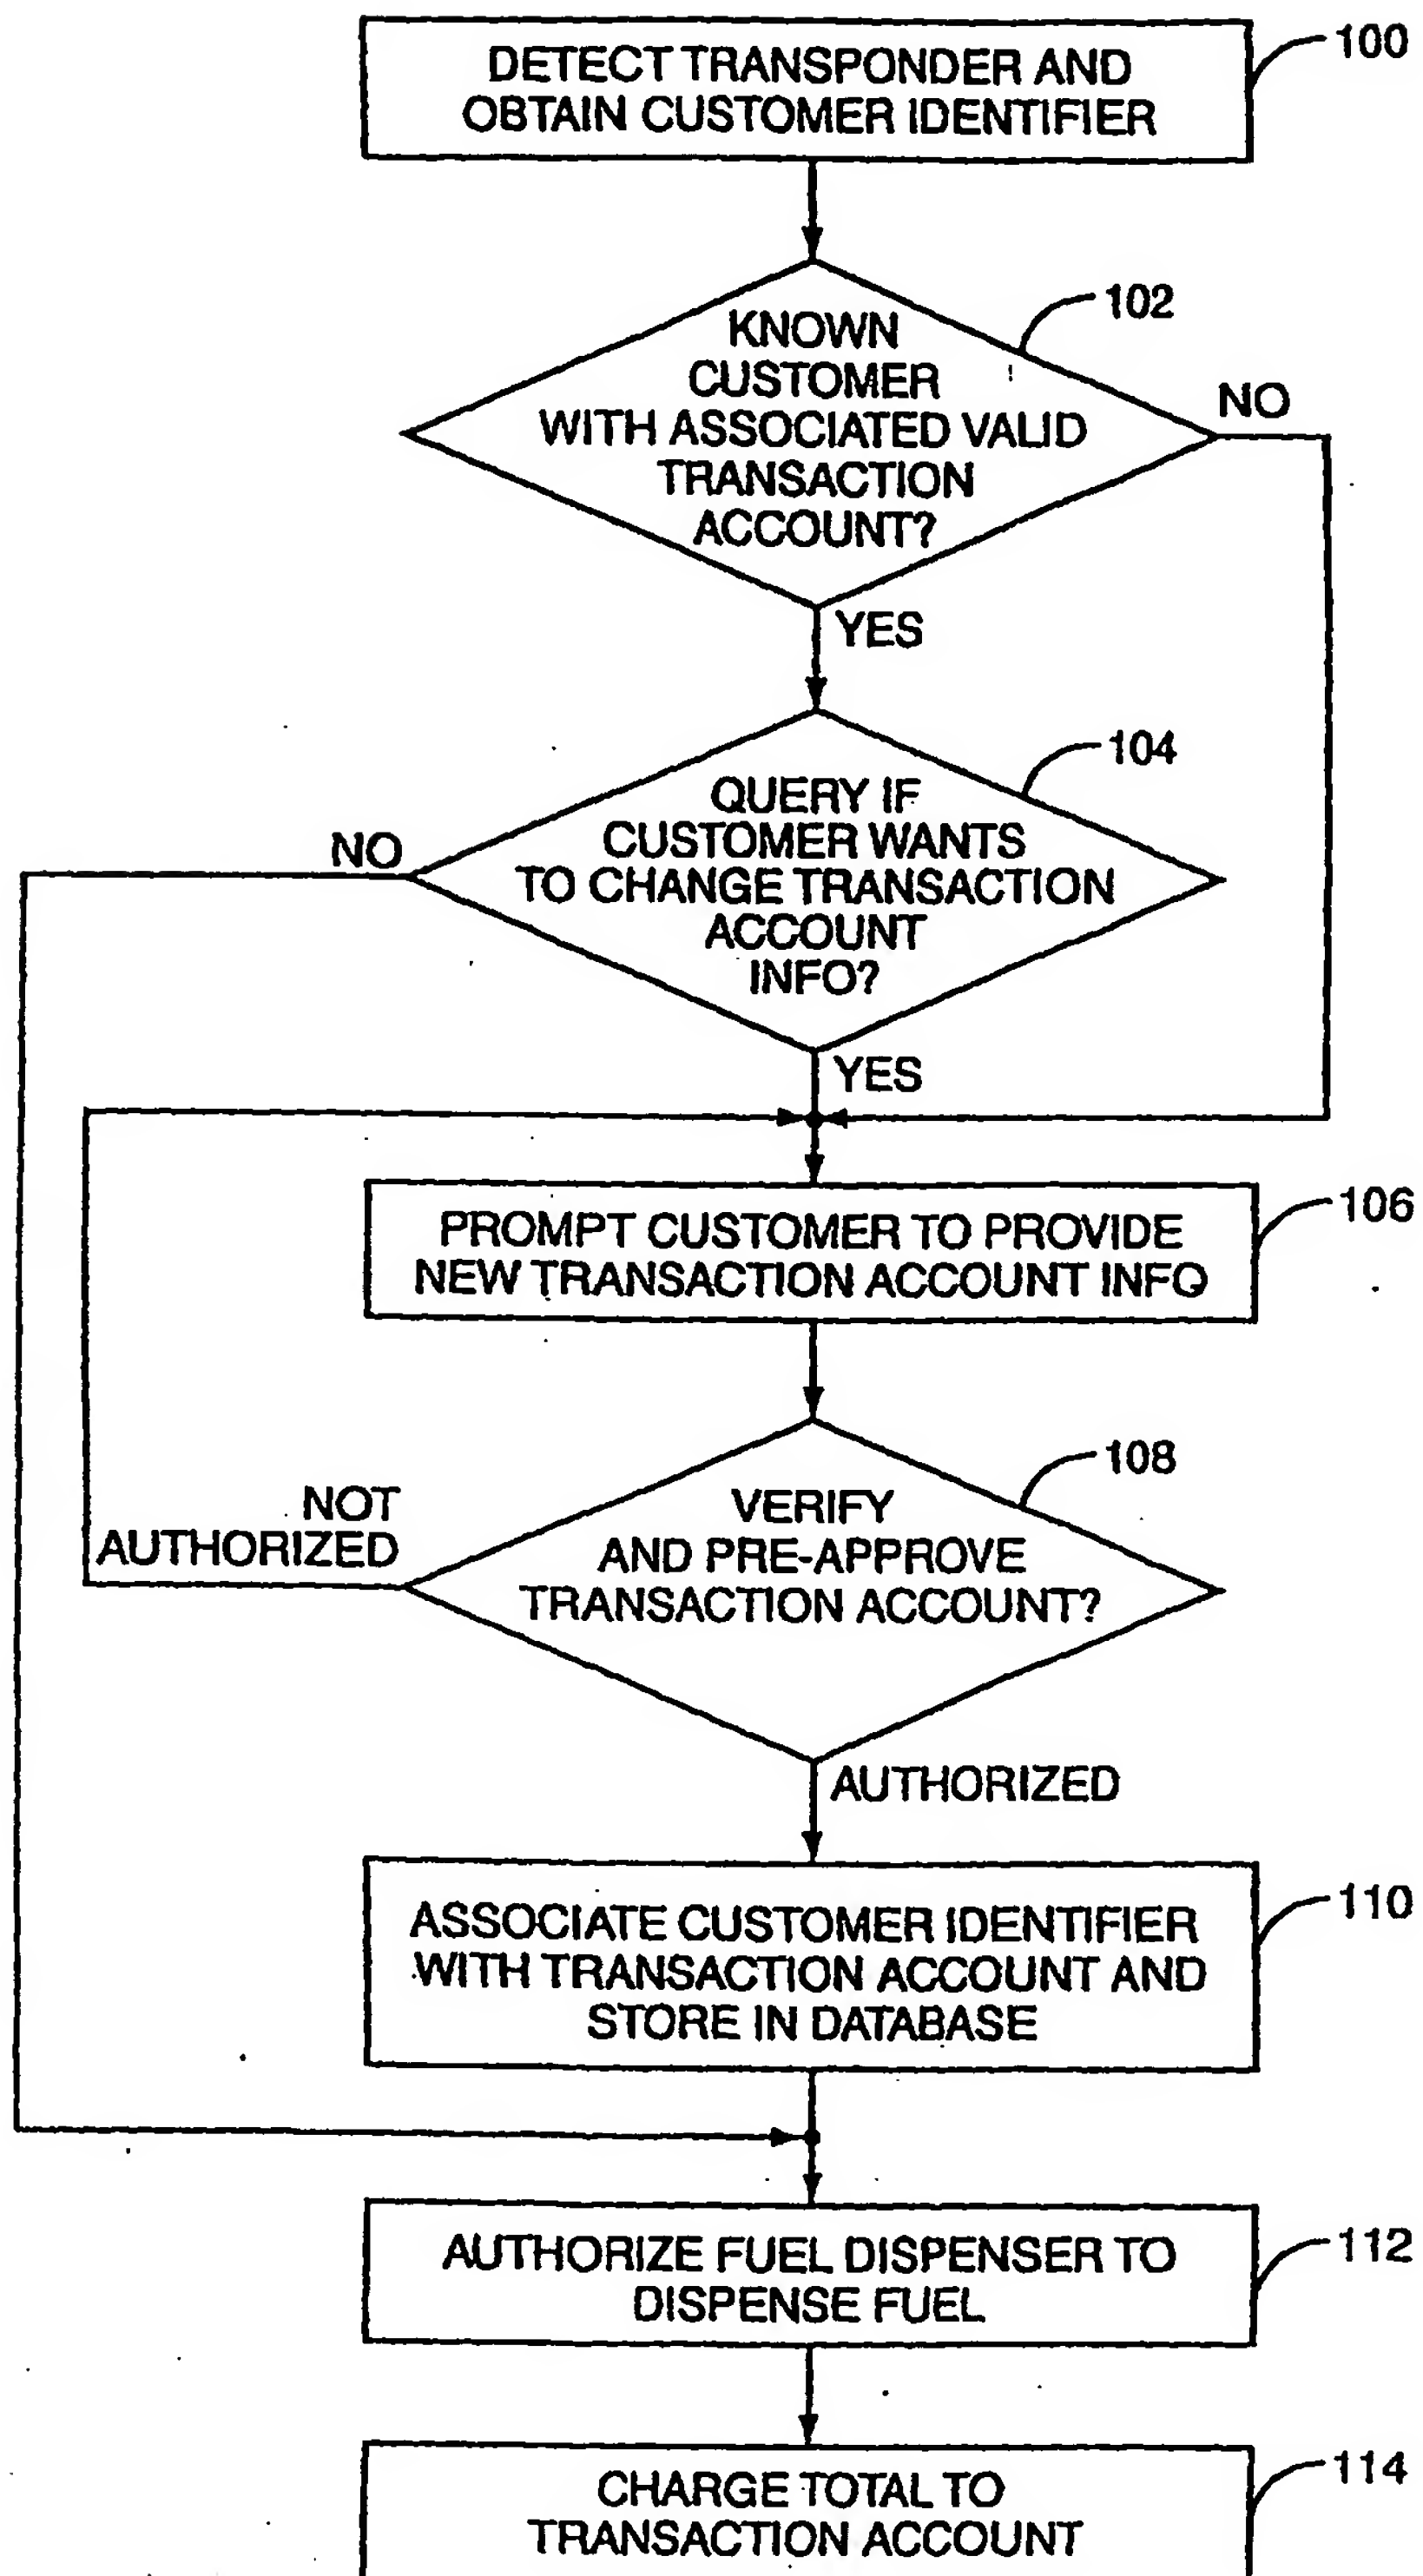 DETECT TRANSPONDER AND
OBTAIN CUSTOMER IDENTIFIER
100
KNOWN
CUSTOMER
WITH ASSOCIATED VALID
TRANSACTION
ACCOUNT?
102
NO
YES
QUERY IF
CUSTOMER WANTS
TO CHANGE TRANSACTION
ACCOUNT
INFO?
104
NO
YES
PROMPT CUSTOMER TO PROVIDE
NEW TRANSACTION ACCOUNT INFO
106
VERIFY
AND PRE-APPROVE
TRANSACTION ACCOUNT?
108
NOT
AUTHORIZED
AUTHORIZED
ASSOCIATE CUSTOMER IDENTIFIER
WITH TRANSACTION ACCOUNT AND
STORE IN DATABASE
110
AUTHORIZE FUEL DISPENSER TO
DISPENSE FUEL
112
CHARGE TOTAL TO
TRANSACTION ACCOUNT
114